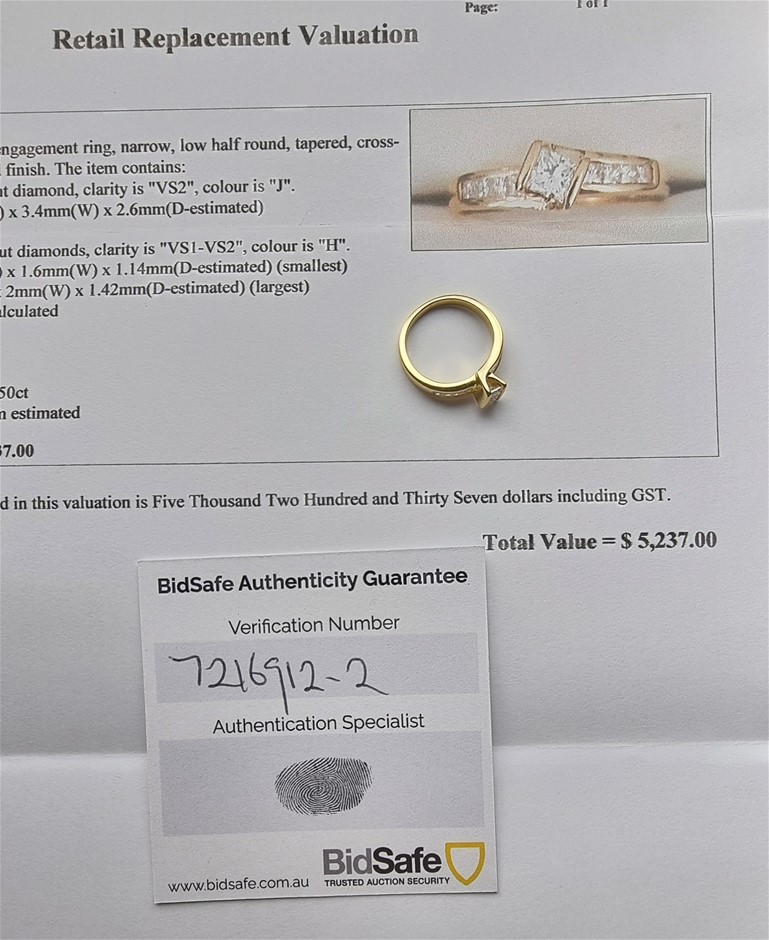 Page: 1 of 1
Retail Replacement Valuation
ngagement ring, narrow, low half round, tapered, cross-
finish. The item contains:
nt diamond, clarity is "VS2", colour is "J".
) x 3.4mm(W) x 2.6mm(D-estimated)
ut diamonds, clarity is "VS1-VS2", colour is "H".
) x 1.6mm(W) x 1.14mm(D-estimated) (smallest)
2mm(W) x 1.42mm(D-estimated) (largest)
alculated
50ct
n estimated
37.00
d in this valuation is Five Thousand Two Hundred and Thirty Seven dollars including GST.
Total Value = $ 5,237.00
BidSafe Authenticity Guarantee
Verification Number
7216912-2
Authentication Specialist
BidSafe
www.bidsafe.com.au TRUSTED AUCTION SECURITY